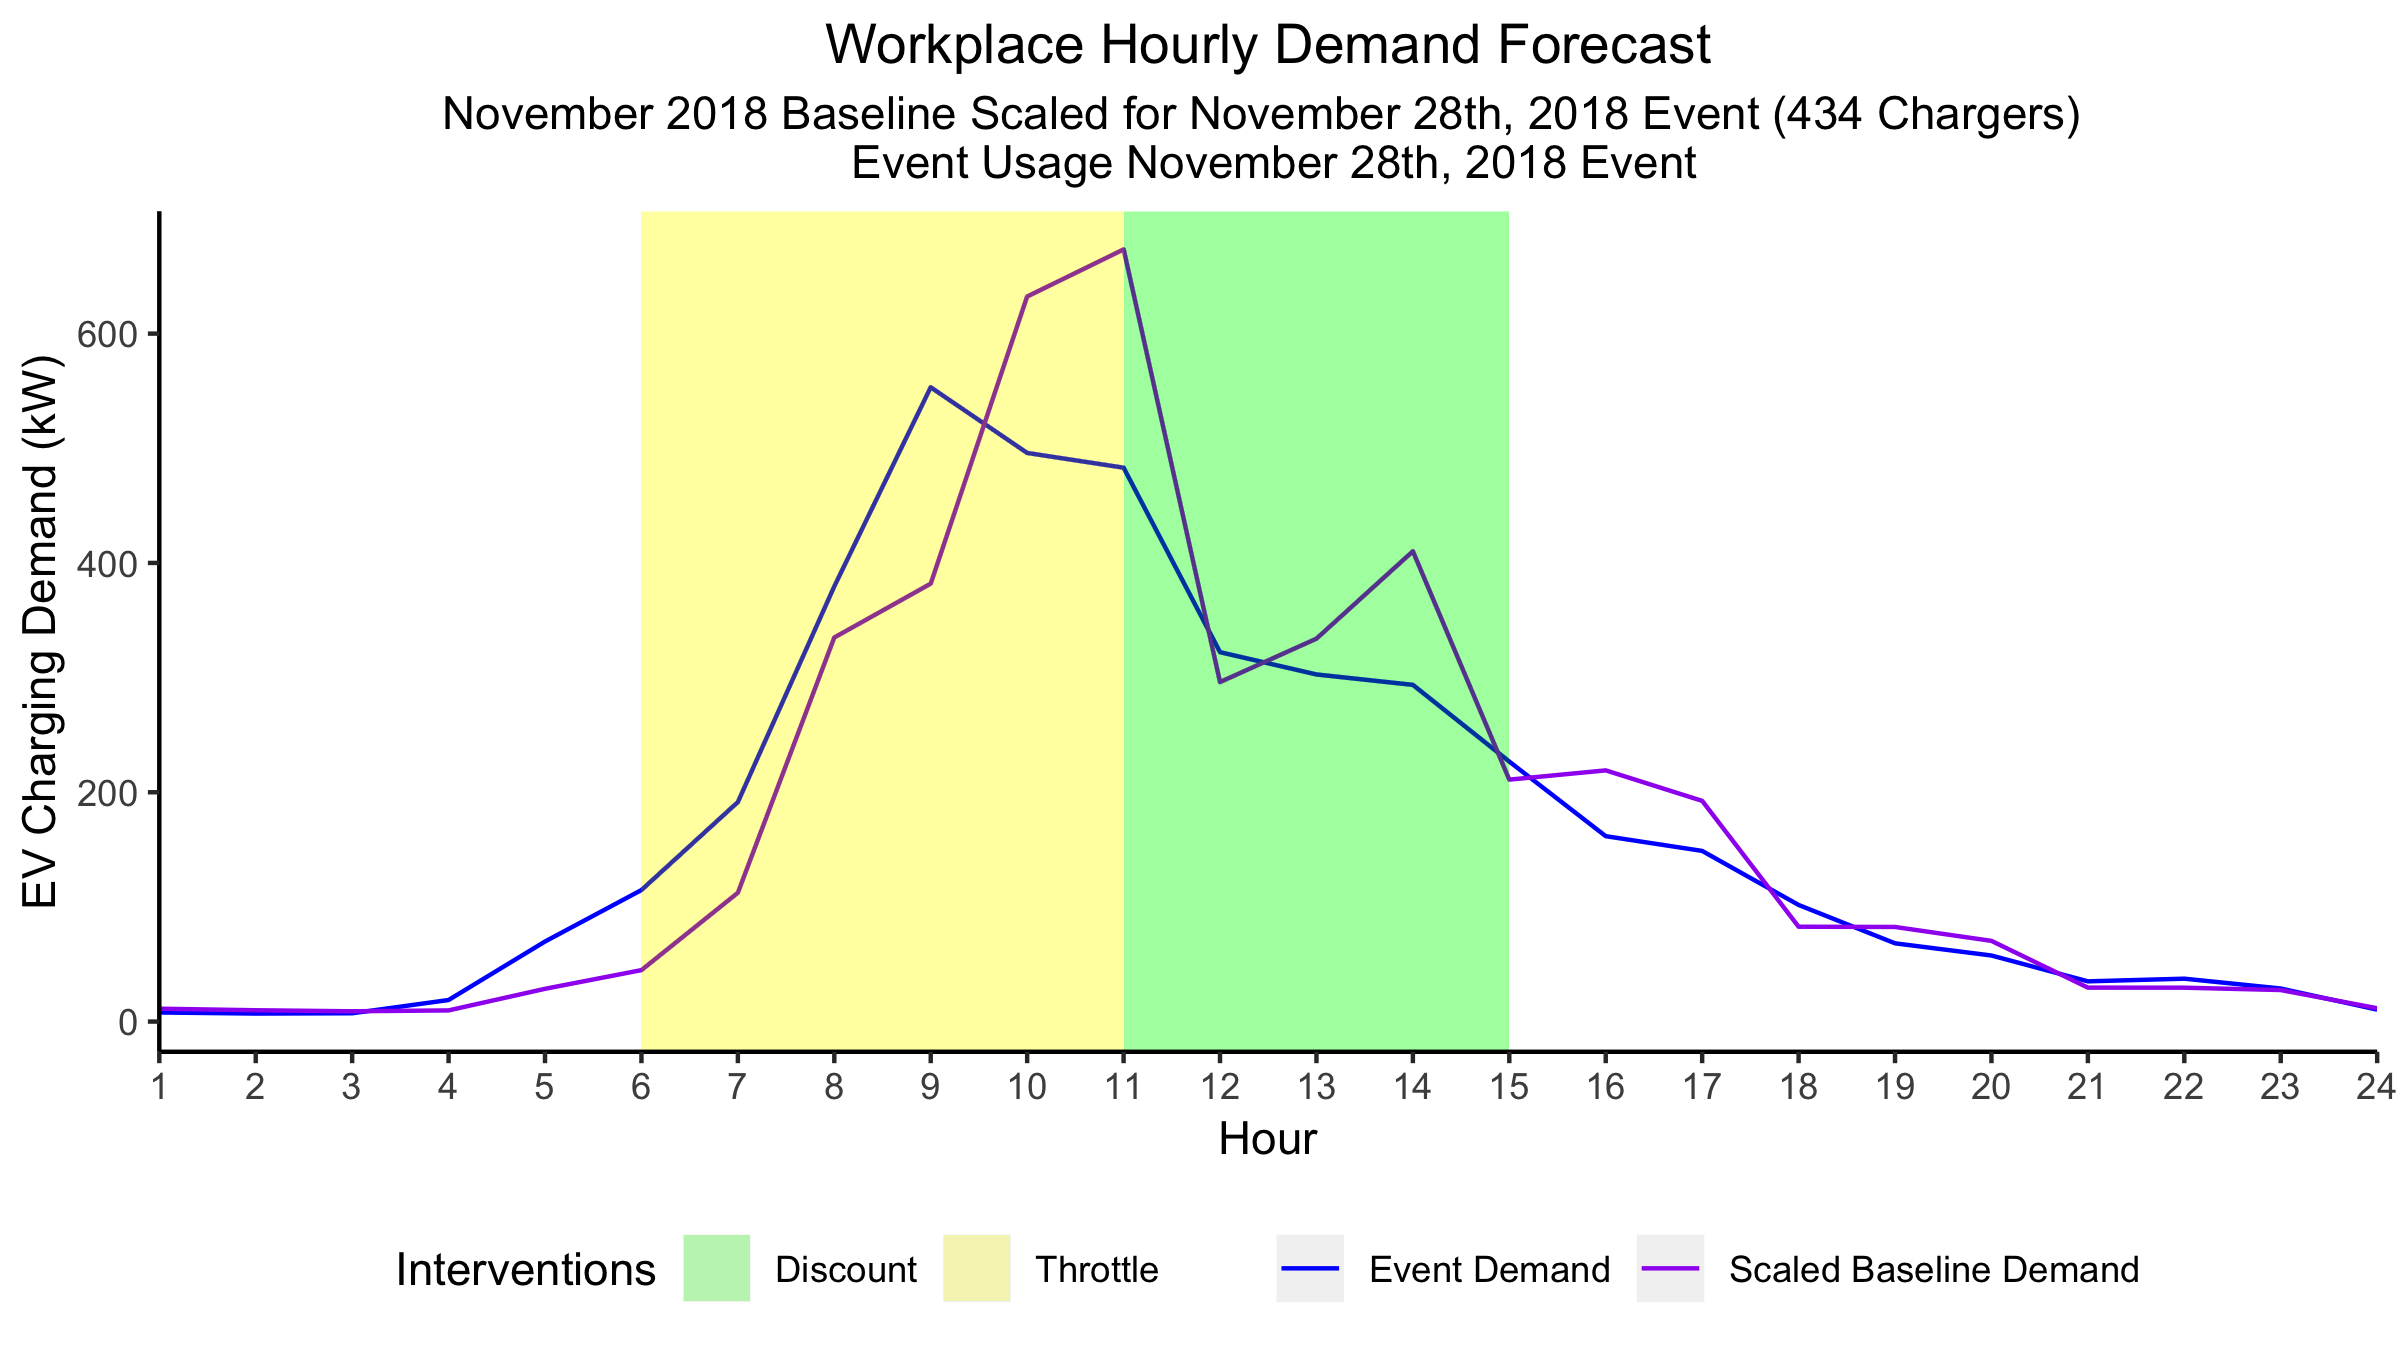 Workplace Hourly Demand Forecast
November 2018 Baseline Scaled for November 28th, 2018 Event (434 Chargers)
Event Usage November 28th, 2018 Event
EV Charging Demand (kW)
600
400
200
0
1 2 3 4 5 6 7 8 9 10 11 12 13 14 15 16 17 18 19 20 21 22 23 24
Hour
Interventions Discount Throttle Event Demand Scaled Baseline Demand